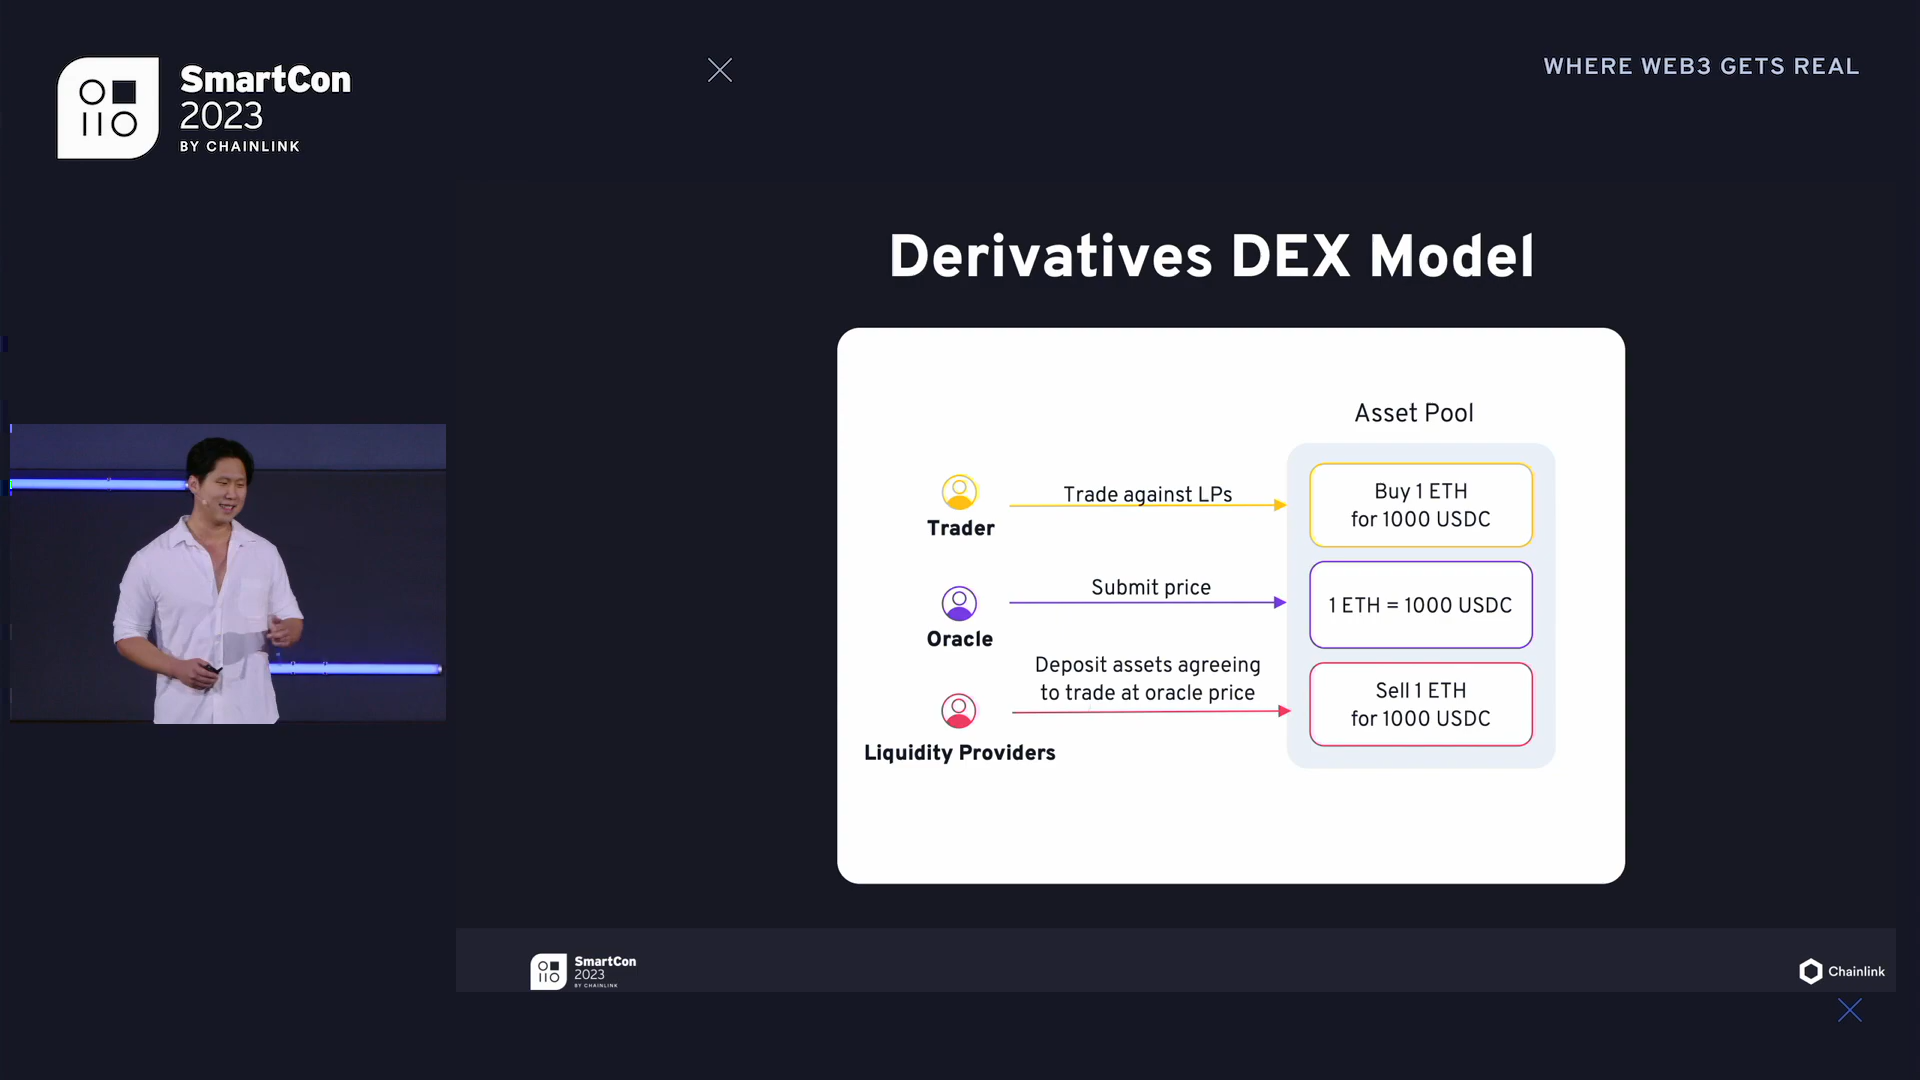 SmartCon
2023
BY CHAINLINK
WHERE WEB3 GETS REAL
Derivatives DEX Model
Asset Pool
Trader
Trade against LPs
Buy 1 ETH
for 1000 USDC
Oracle
Submit price
1 ETH = 1000 USDC
Liquidity Providers
Deposit assets agreeing
to trade at oracle price
Sell 1 ETH
for 1000 USDC
SmartCon
2023
BY CHAINLINK
Chainlink